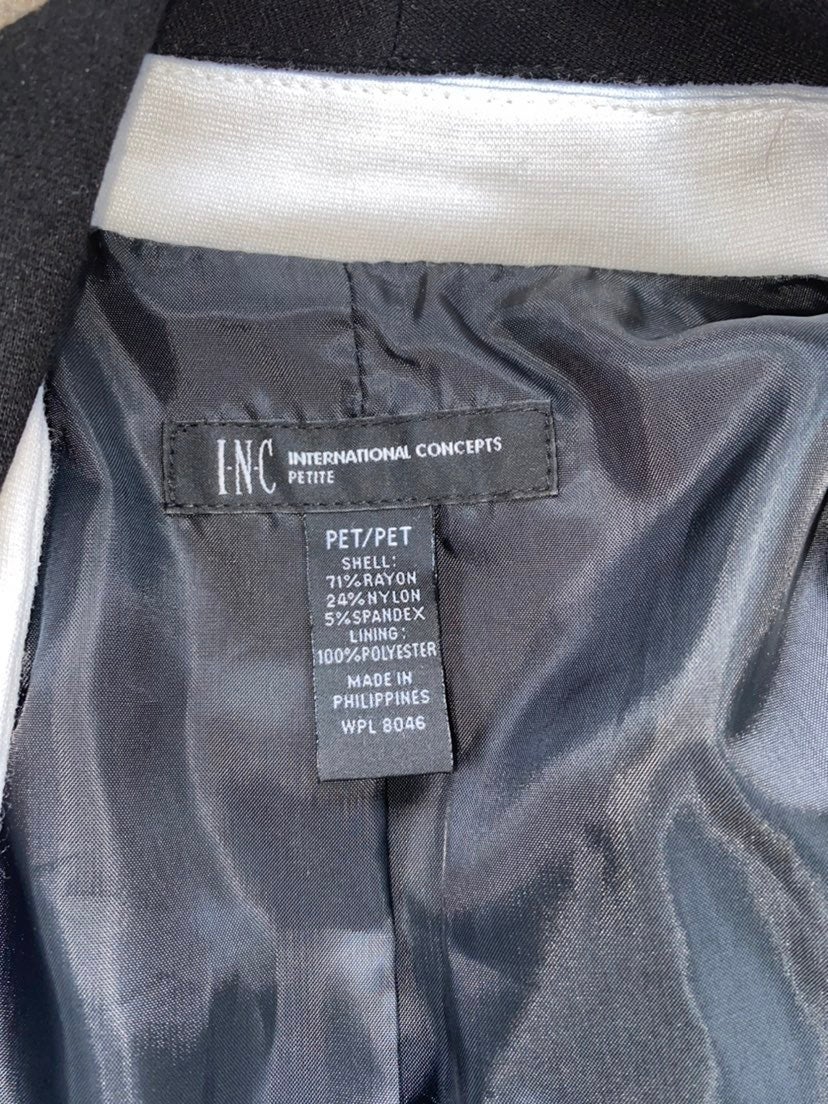 I·N·C INTERNATIONAL CONCEPTS
PETITE
PET/PET
SHELL:
71%RAYON
24%NYLON
5%SPANDEX
LINING:
100%POLYESTER
MADE IN
PHILIPPINES
WPL 8046